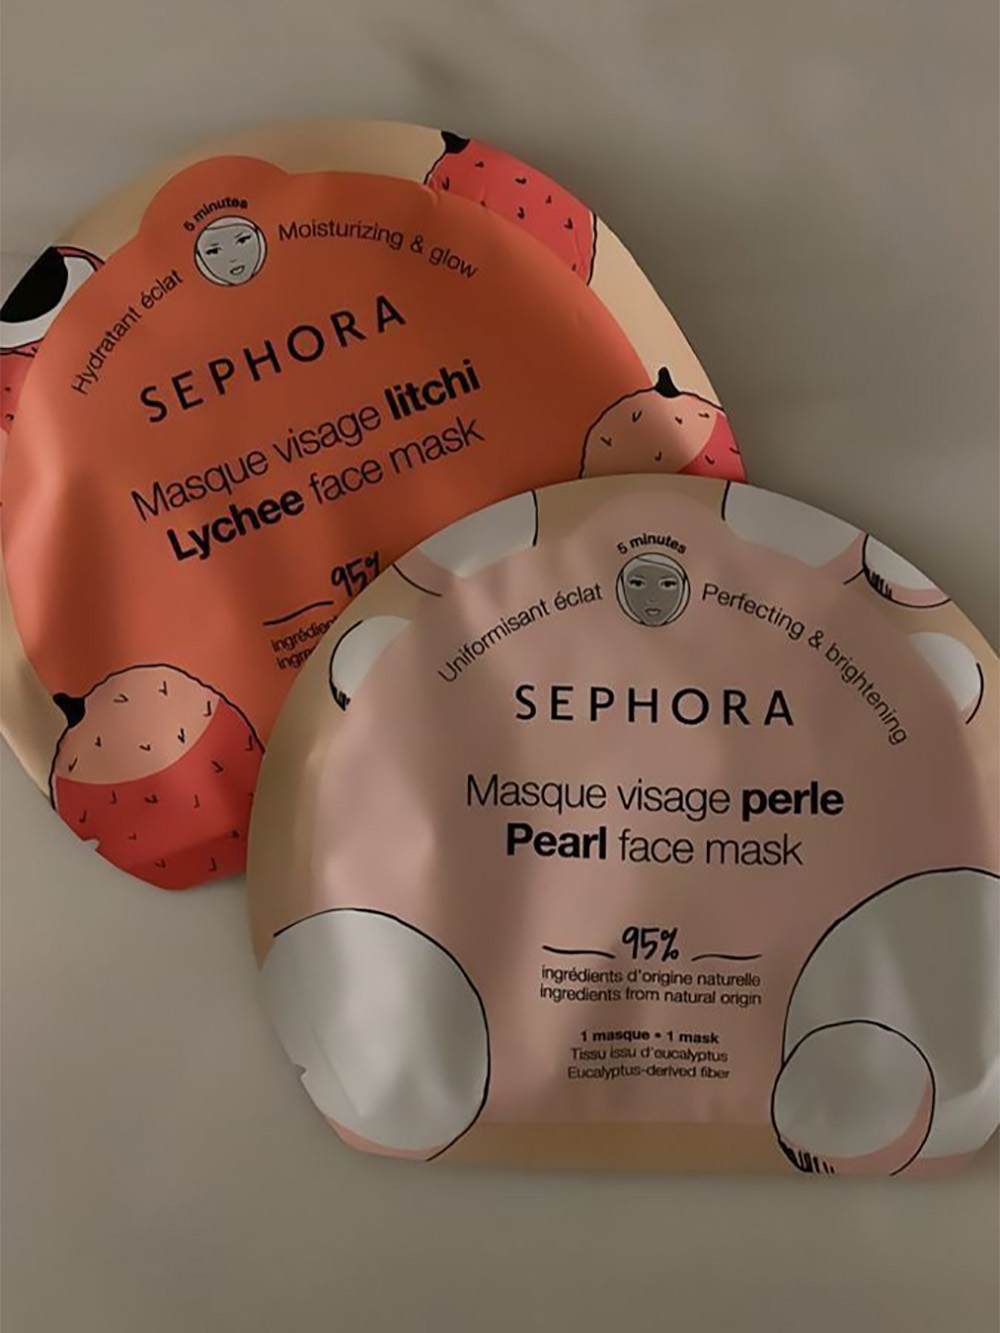 5 minutes
Hydratant éclat
Moisturizing & glow
SEPHORA
Masque visage litchi
Lychee face mask
95%
5 minutes
Uniformisant éclat
Perfecting & brightening
SEPHORA
Masque visage perle
Pearl face mask
95%
ingrédients d'origine naturelle
ingredients from natural origin
1 masque • 1 mask
Tissu issu d'eucalyptus
Eucalyptus-derived fiber